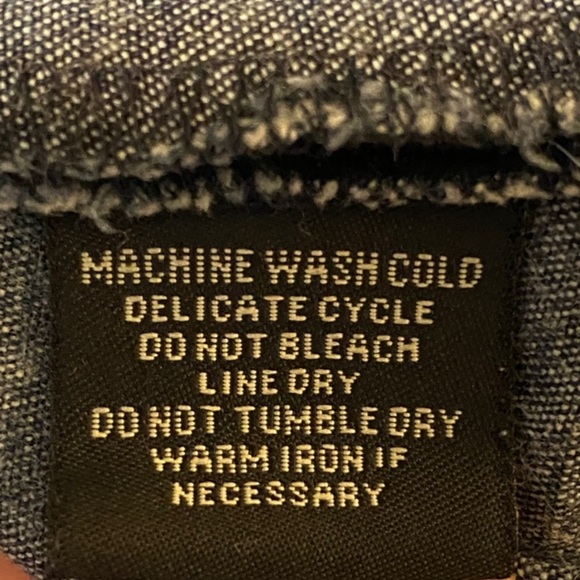 MACHINE WASH COLD
DELICATE CYCLE
DO NOT BLEACH
LINE DRY
DO NOT TUMBLE DRY
WARM IRON IF
NECESSARY